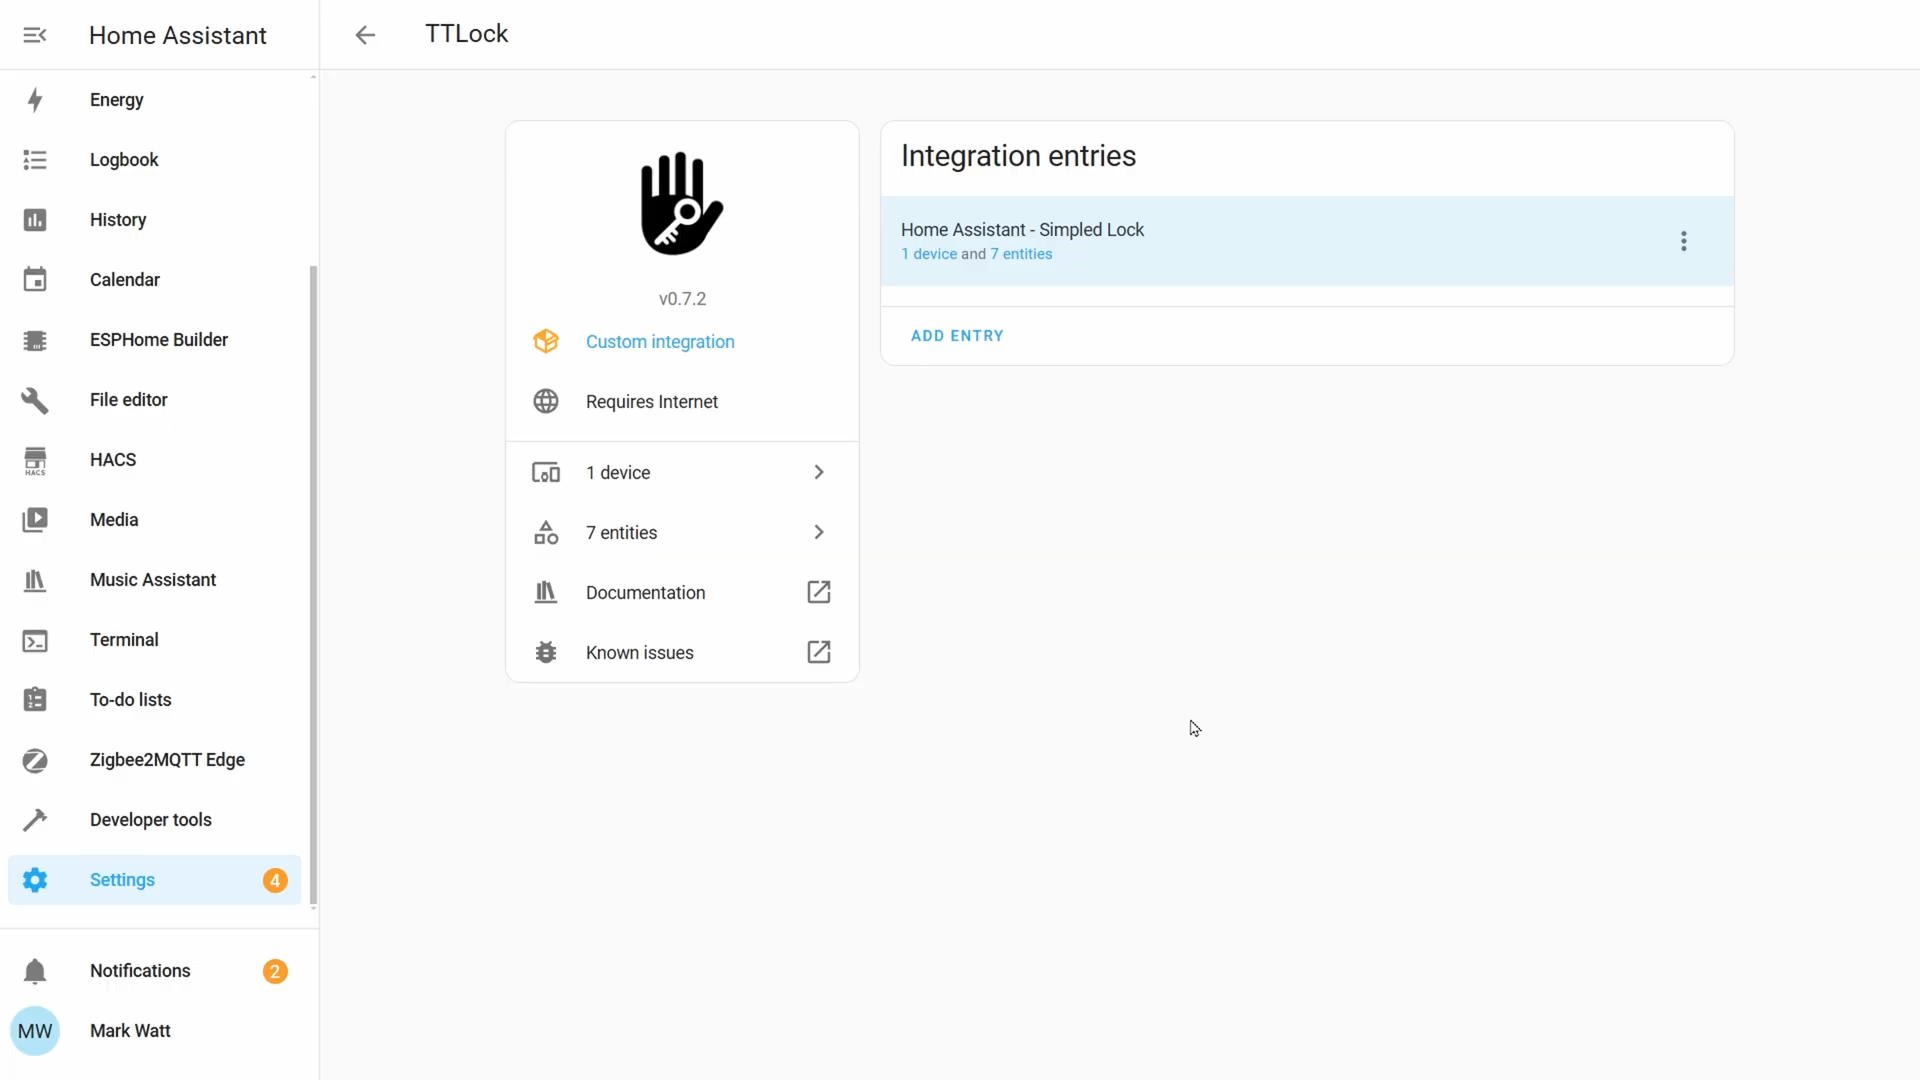 Home Assistant
Energy
Logbook
History
Calendar
ESPHome Builder
File editor
HACS
HACS
Media
Music Assistant
Terminal
To-do lists
Zigbee2MQTT Edge
Developer tools
Settings 4
Notifications 2
MW Mark Watt
TTLock
v0.7.2
Custom integration
Requires Internet
1 device
7 entities
Documentation
Known issues
Integration entries
Home Assistant - Simpled Lock
1 device and 7 entities
ADD ENTRY